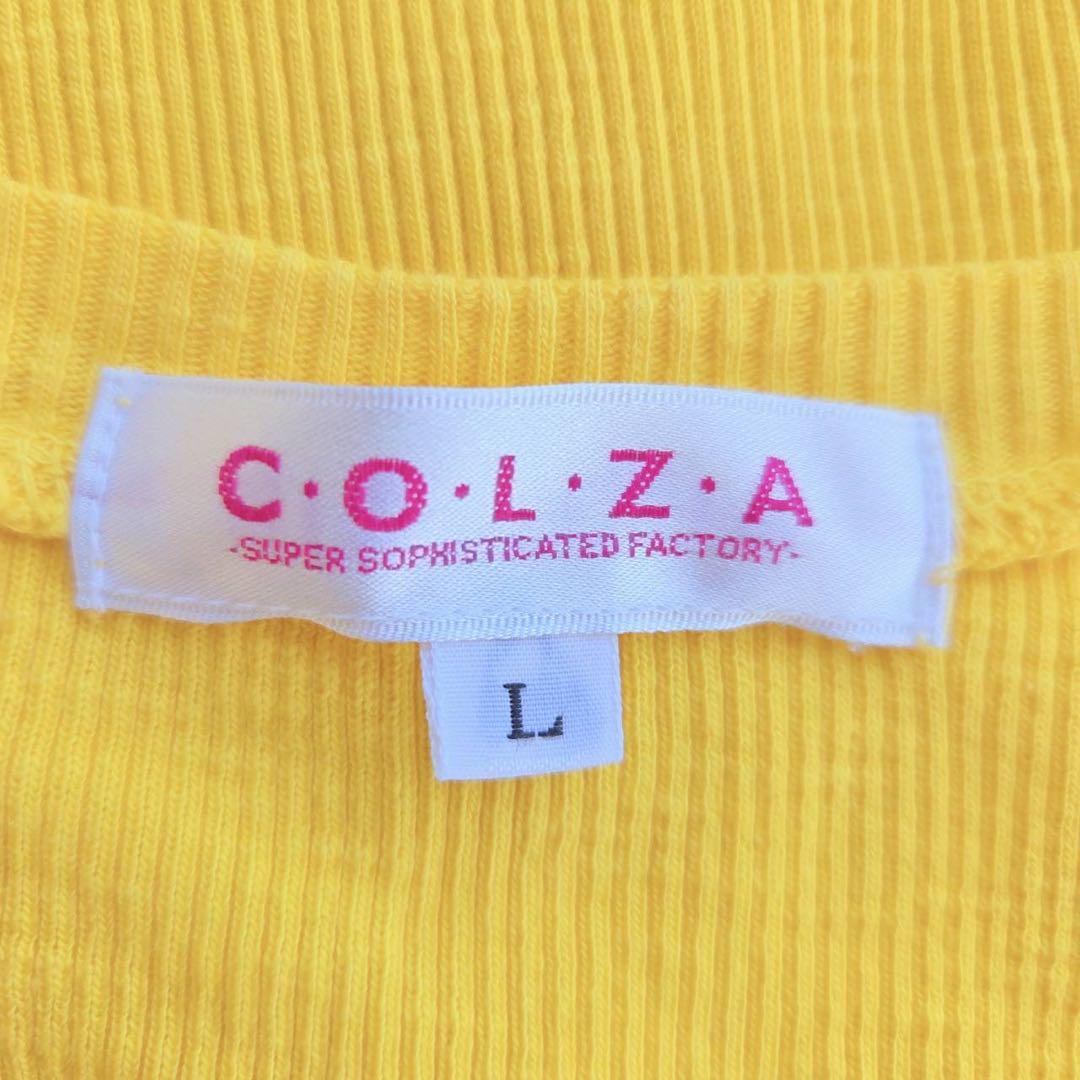 C·O·L·Z·A
-SUPER SOPHISTICATED FACTORY-
L